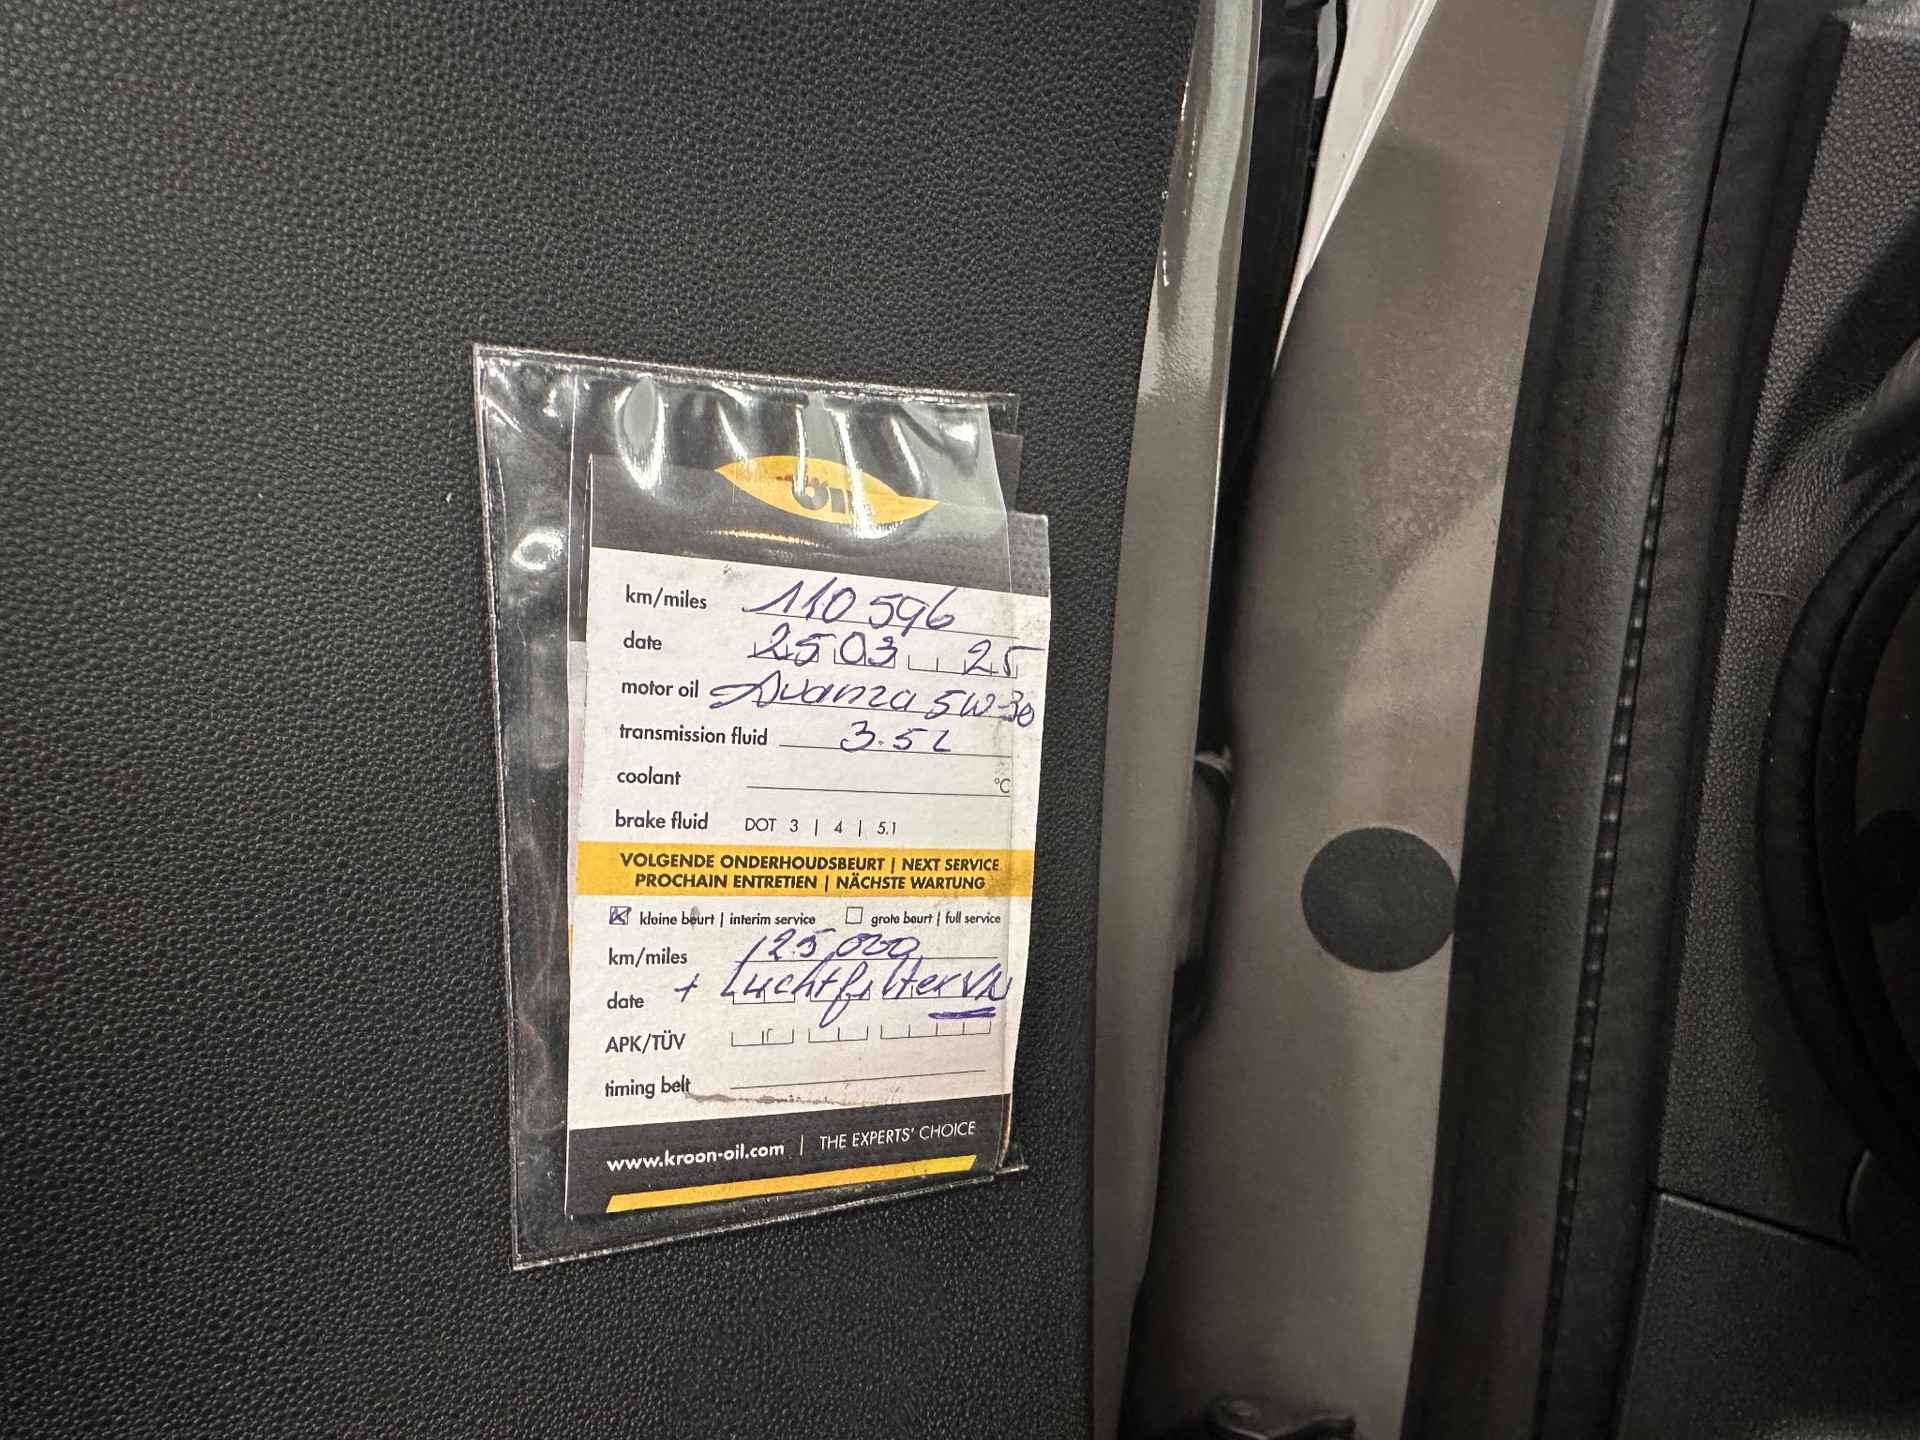 OIL
km/miles 110 596
date 25 03 25
motor oil Avanza 5W-30
transmission fluid 3.5 L
coolant °C
brake fluid DOT 3 | 4 | 5.1
VOLGENDE ONDERHOUDSBEURT | NEXT SERVICE
PROCHAIN ENTRETIEN | NÄCHSTE WARTUNG
kleine beurt | interim service grote beurt | full service
km/miles 125,000
date + Luchtfilter VN
APK/TÜV
timing belt
www.kroon-oil.com | THE EXPERTS' CHOICE